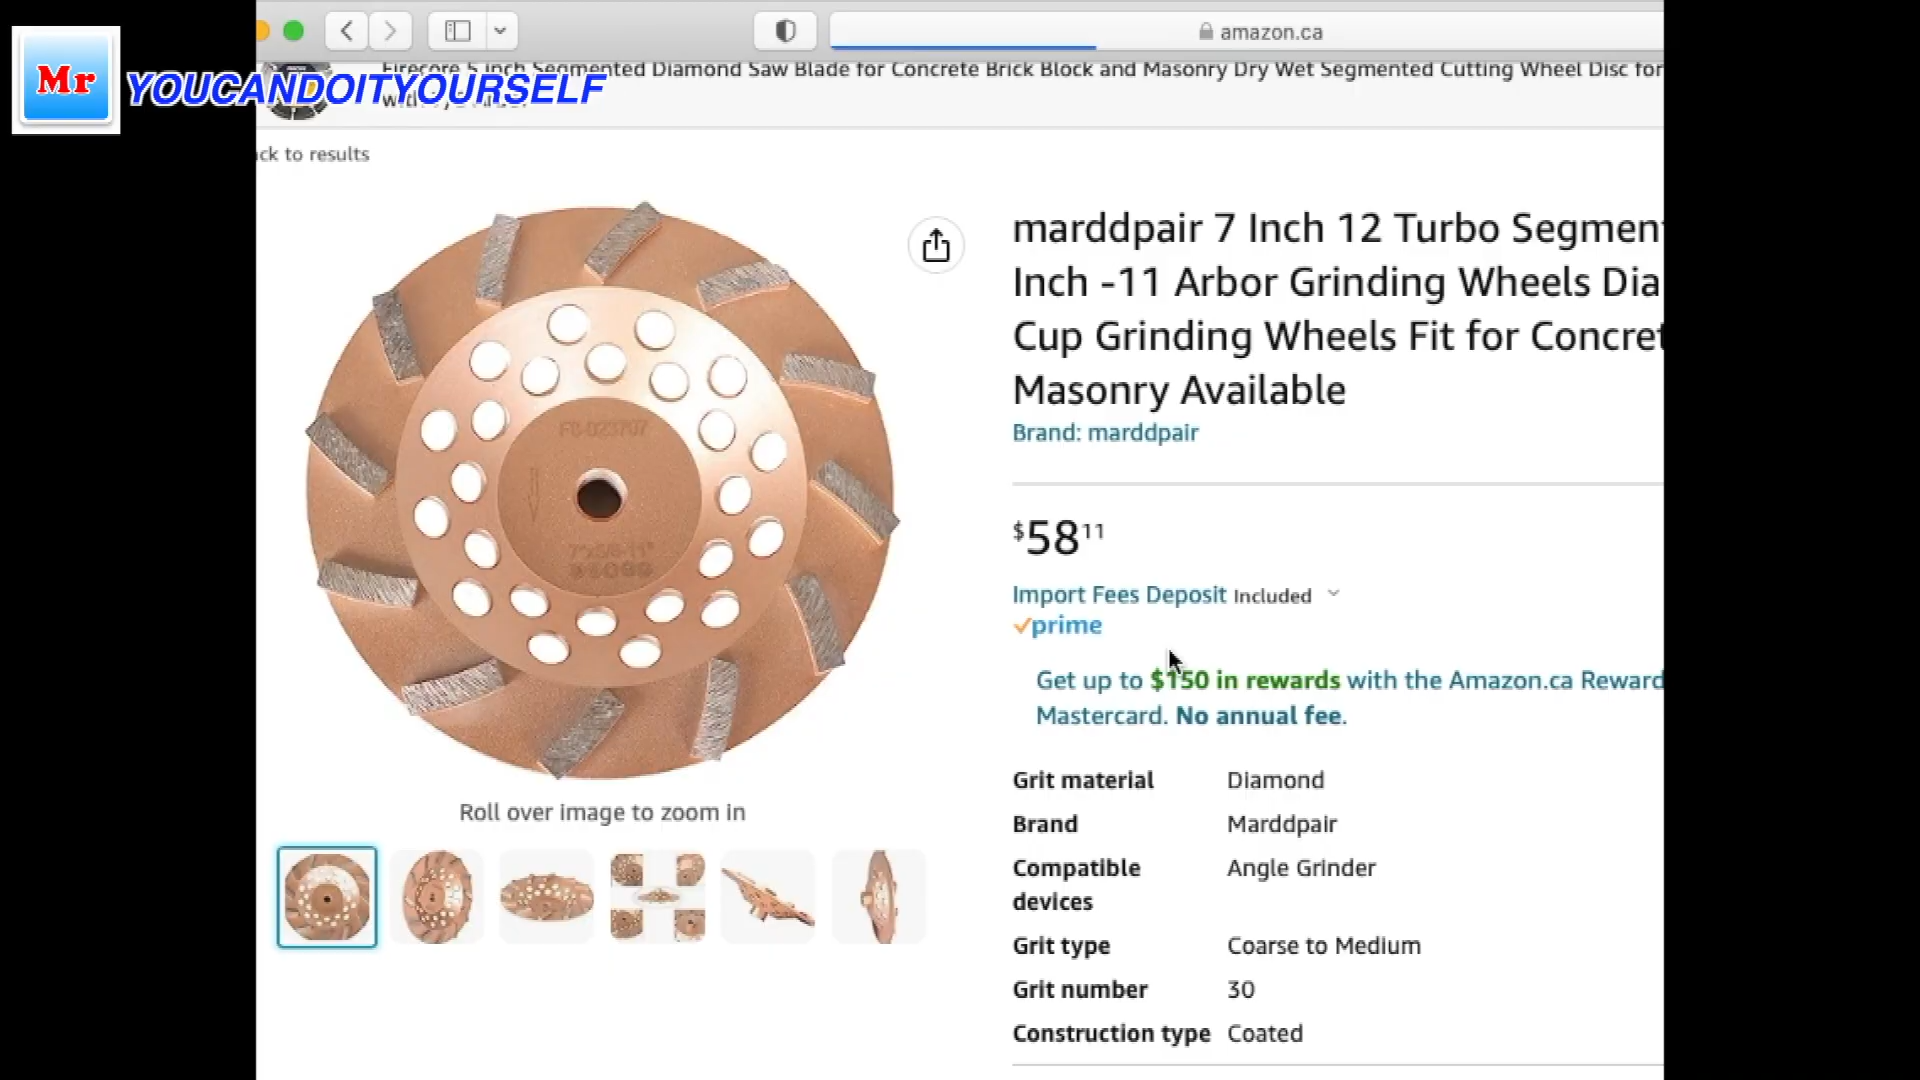 amazon.ca
Mr
YOUCANDOITYOURSELF
Firecore 5 Inch Segmented Diamond Saw Blade for Concrete Brick Block and Masonry Dry Wet Segmented Cutting Wheel Disc for
ck to results
marddpair 7 Inch 12 Turbo Segment
Inch -11 Arbor Grinding Wheels Dia
Cup Grinding Wheels Fit for Concret
Masonry Available
Brand: marddpair
$58 11
Import Fees Deposit Included
prime
Get up to $150 in rewards with the Amazon.ca Reward
Mastercard. No annual fee.
Grit material Diamond
Brand Marddpair
Compatible devices Angle Grinder
Grit type Coarse to Medium
Grit number 30
Construction type Coated
Roll over image to zoom in